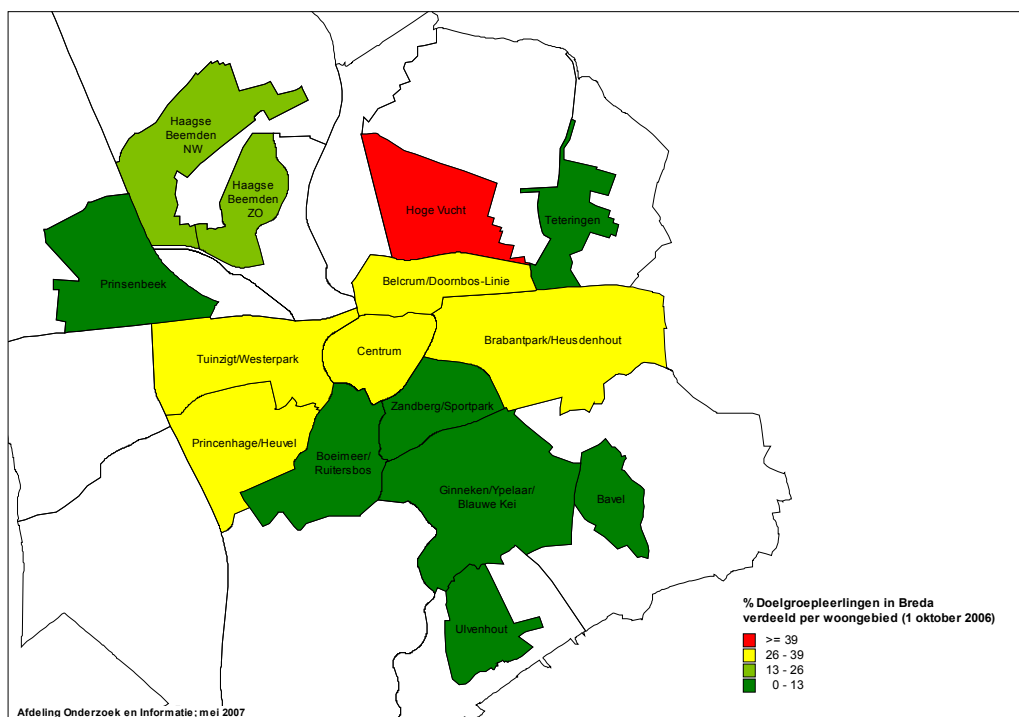 Haagse
Beemden
NW
Haagse
Beemden
ZO
Hoge Vucht
Teteringen
Prinsenbeek
Belcrum/Doornbos-Linie
Brabantpark/Heusdenhout
Centrum
Tuinzigt/Westerpark
Zandberg/Sportpark
Princenhage/Heuvel
Boeimeer/
Ruitersbos
Ginneken/Ypelaar/
Blauwe Kei
Bavel
Ulvenhout
% Doelgroepleerlingen in Breda
verdeeld per woongebied (1 oktober 2006)
>= 39
26 - 39
13 - 26
0 - 13
Afdeling Onderzoek en Informatie; mei 2007